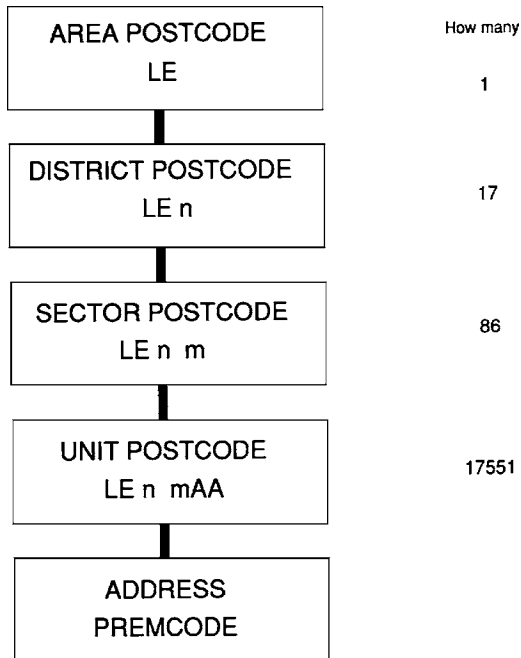 AREA POSTCODE
LE
How many
1
DISTRICT POSTCODE
LE n
17
SECTOR POSTCODE
LE n m
86
UNIT POSTCODE
LE n mAA
17551
ADDRESS
PREMCODE